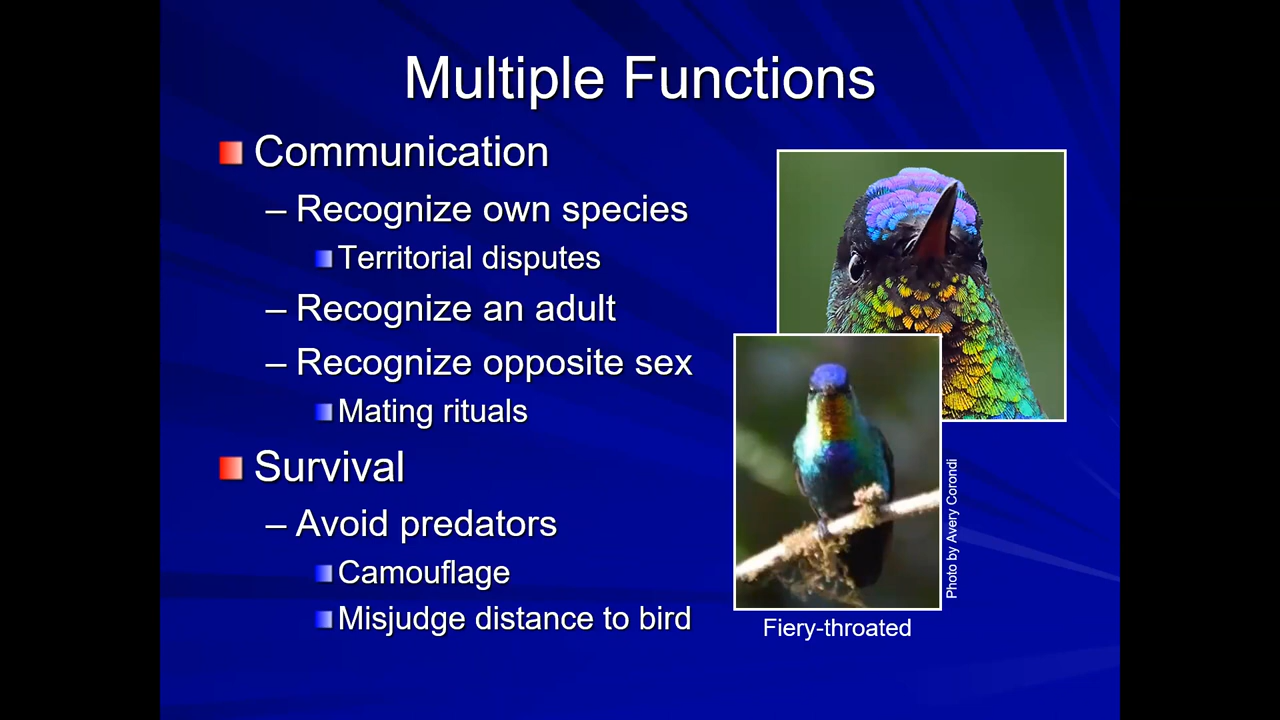 Multiple Functions
Communication
– Recognize own species
Territorial disputes
– Recognize an adult
– Recognize opposite sex
Mating rituals
Survival
– Avoid predators
Camouflage
Misjudge distance to bird
Photo by Avery Corondi
Fiery-throated